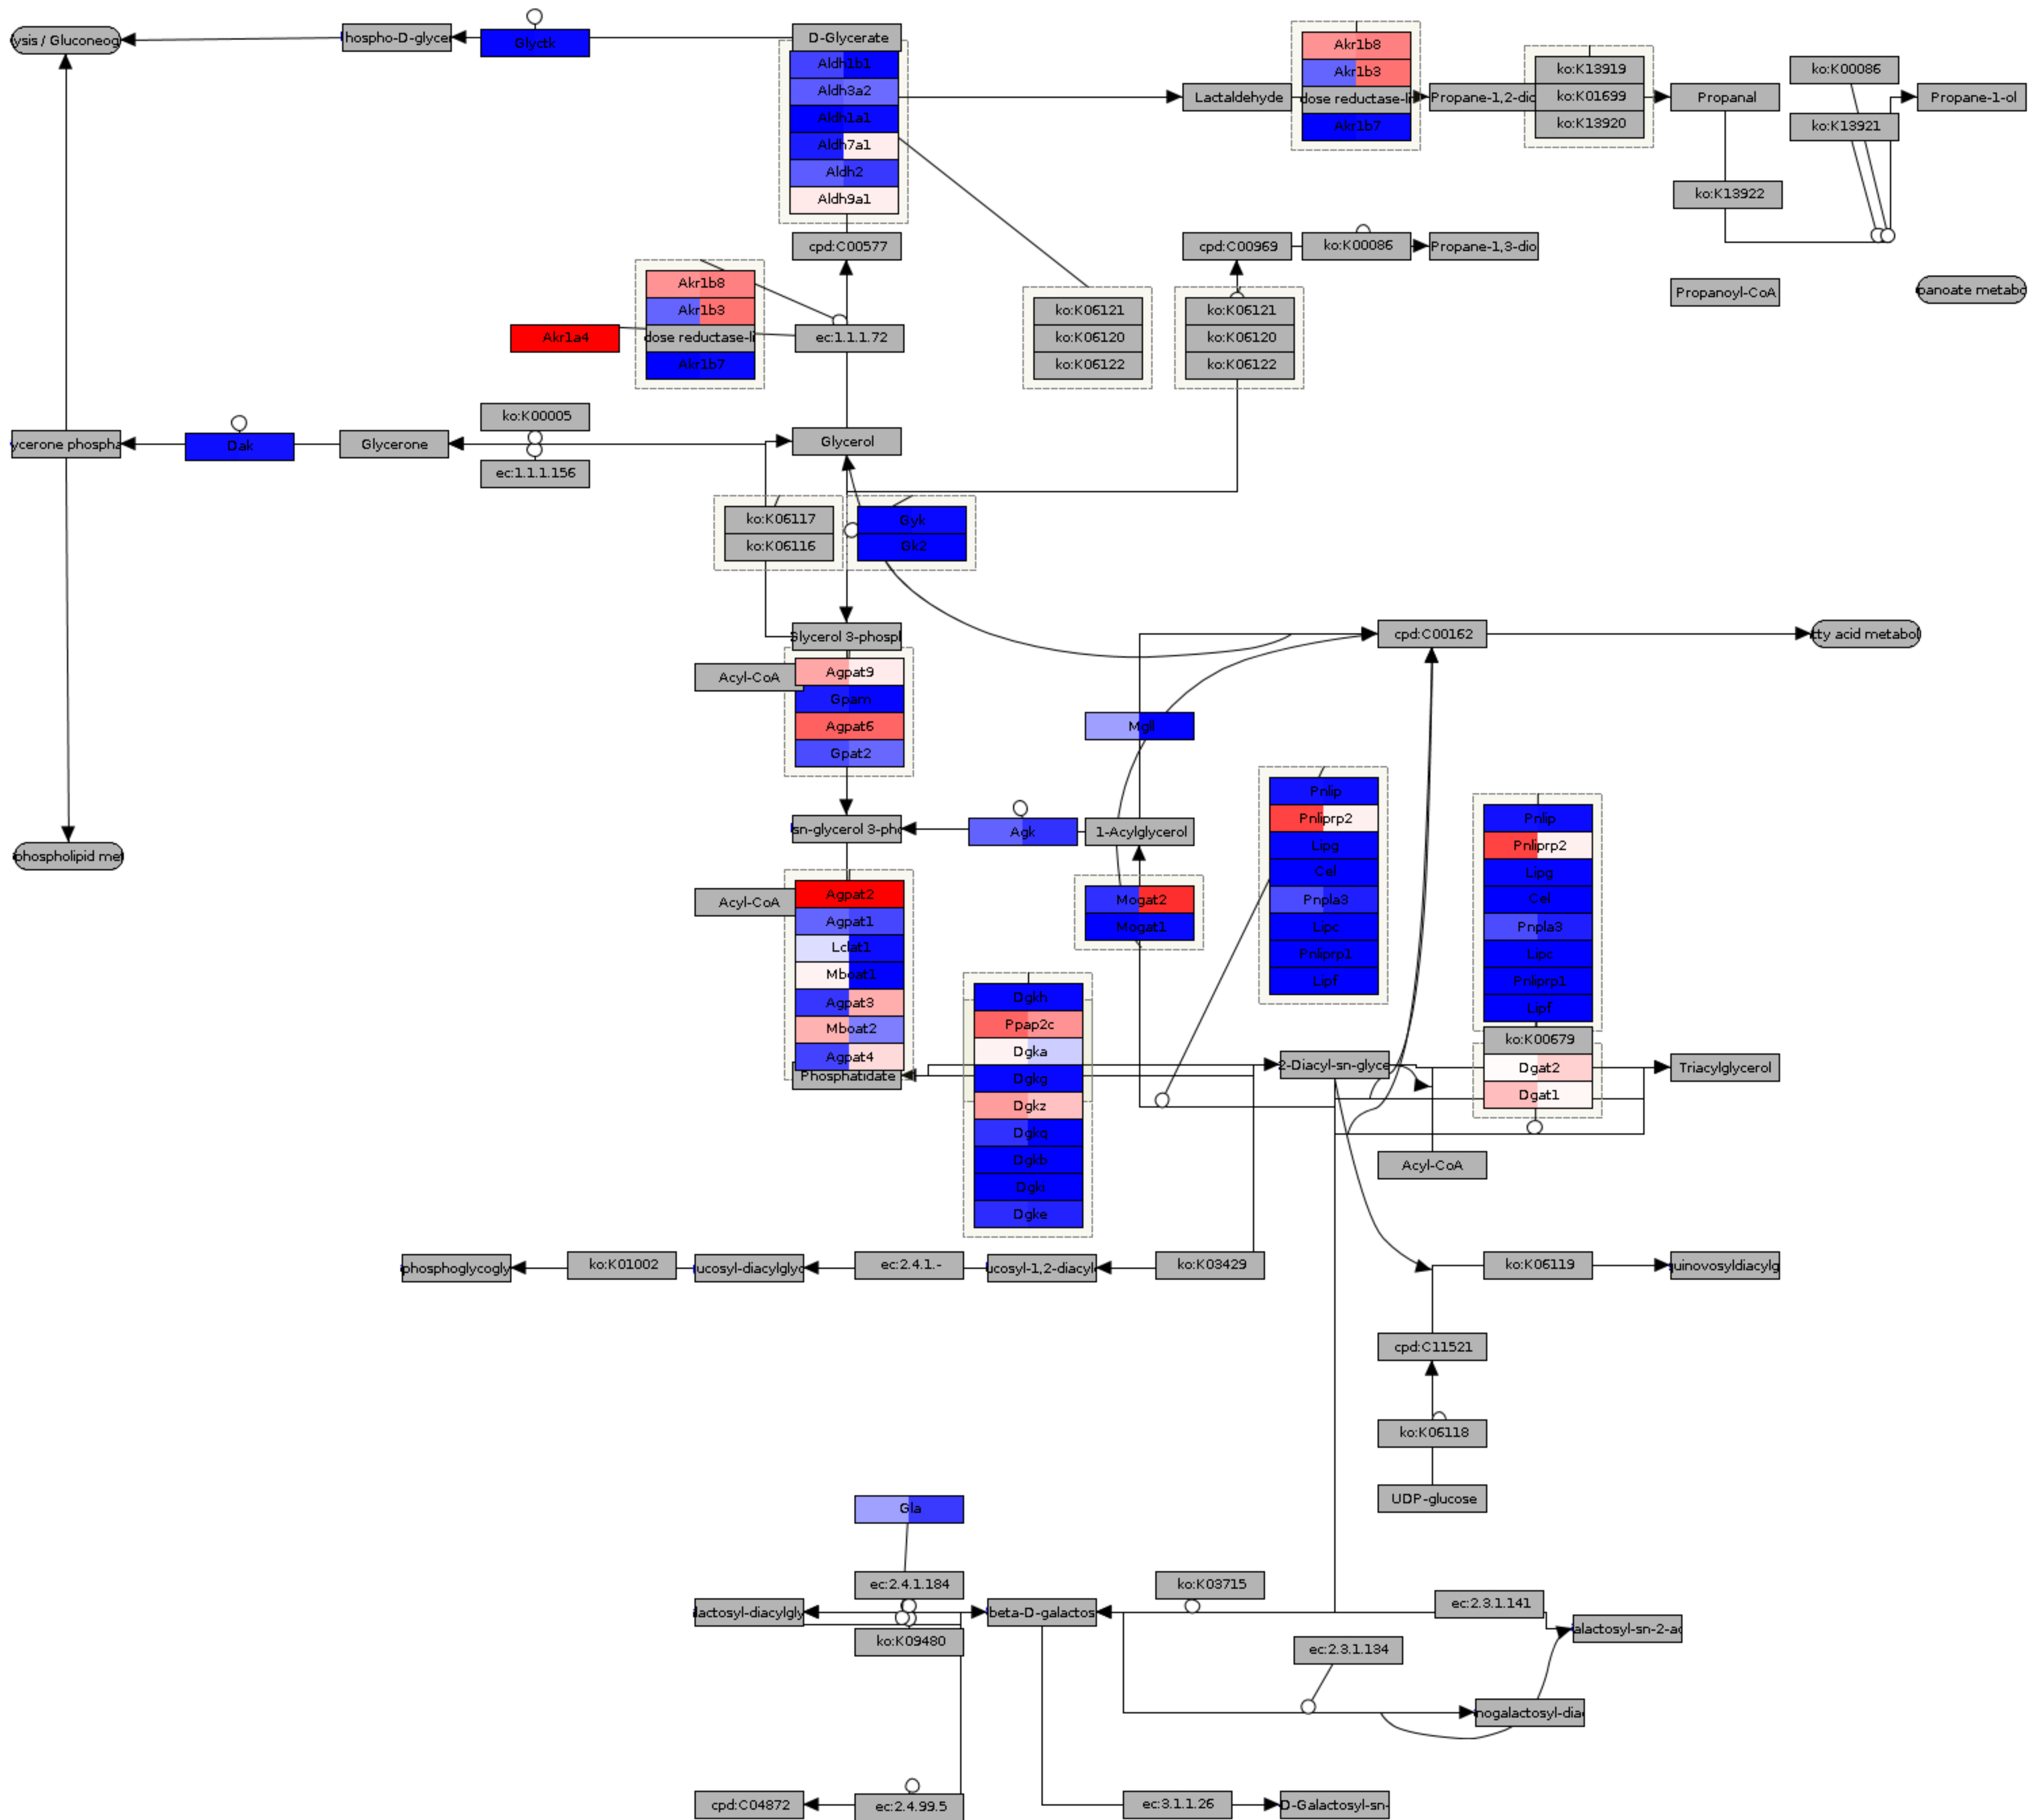 ysis / Gluconeog
hospho-D-glycer
Glyctk
D-Glycerate
Aldh1b1
Aldh3a2
Aldh1a1
Aldh7a1
Aldh2
Aldh9a1
Lactaldehyde
Akr1b8
Akr1b3
dose reductase-li
Akr1b7
Propane-1,2-dio
ko:K13919
ko:K01699
ko:K13920
Propanal
ko:K00086
ko:K13921
Propane-1-ol
ko:K13922
cpd:C00577
cpd:C00969
ko:K00086
Propane-1,3-dio
Propanoyl-CoA
panoate metabo
Akr1b8
Akr1b3
dose reductase-li
Akr1b7
Akr1a4
ec:1.1.1.72
ko:K06121
ko:K06120
ko:K06122
ko:K06121
ko:K06120
ko:K06122
ycerone phospha
Dak
Glycerone
ko:K00005
ec:1.1.1.156
Glycerol
ko:K06117
ko:K06116
Gyk
Gk2
Glycerol 3-phosph
cpd:C00162
tty acid metabol
Acyl-CoA
Agpat9
Gpam
Agpat6
Gpat2
Mgll
sn-glycerol 3-pho
Agk
1-Acylglycerol
Pnlip
Pnliprp2
Lipg
Cel
Pnpla3
Lipc
Pnliprp1
Lipf
Pnlip
Pnliprp2
Lipg
Cel
Pnpla3
Lipc
Pnliprp1
Lipf
phospholipid met
Acyl-CoA
Agpat2
Agpat1
Lclat1
Mboat1
Agpat3
Mboat2
Agpat4
Phosphatidate
Mogat2
Mogat1
Dgkh
Ppap2c
Dgka
Dgkg
Dgkz
Dgkq
Dgkb
Dgki
Dgke
2-Diacyl-sn-glyce
ko:K00679
Dgat2
Dgat1
Triacylglycerol
Acyl-CoA
phosphoglycogly
ko:K01002
ucosyl-diacylglyc
ec:2.4.1.-
ucosyl-1,2-diacyl
ko:K03429
ko:K06119
uinovosyldiacylg
cpd:C11521
ko:K06118
UDP-glucose
Gla
ec:2.4.1.184
lactosyl-diacylgly
ko:K09480
beta-D-galactos
ko:K03715
ec:2.3.1.141
alactosyl-sn-2-ac
ec:2.3.1.134
nogalactosyl-diac
cpd:C04872
ec:2.4.99.5
ec:3.1.1.26
D-Galactosyl-sn-